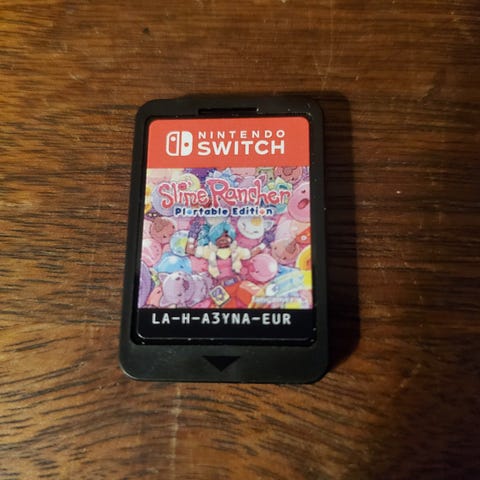 NINTENDO
SWITCH
Slime Rancher
Plortable Edition
LA-H-A3YNA-EUR